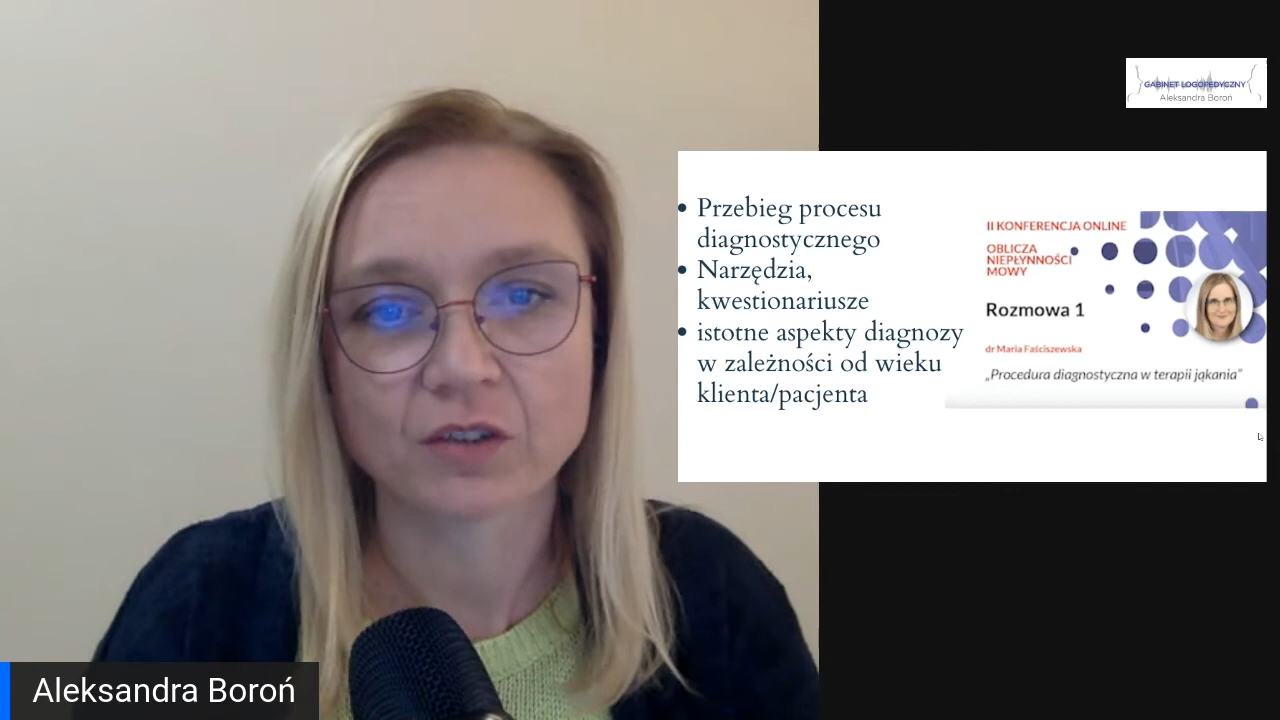 GABINET LOGOPEDYCZNY
Aleksandra Boroń
• Przebieg procesu
diagnostycznego
• Narzędzia,
kwestionariusze
• istotne aspekty diagnozy
w zależności od wieku
klienta/pacjenta
II KONFERENCJA ONLINE
OBLICZA
NIEPŁYNNOŚCI
MOWY
Rozmowa 1
dr Maria Faściszewska
„Procedura diagnostyczna w terapii jąkania”
Aleksandra Boroń